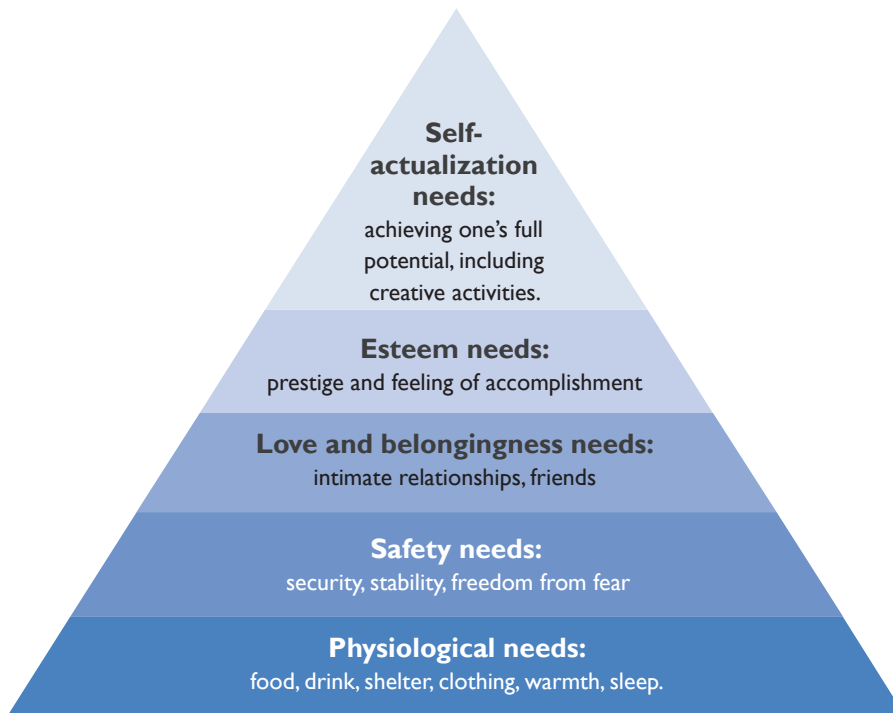 Self-
actualization
needs:
achieving one's full
potential, including
creative activities.
Esteem needs:
prestige and feeling of accomplishment
Love and belongingness needs:
intimate relationships, friends
Safety needs:
security, stability, freedom from fear
Physiological needs:
food, drink, shelter, clothing, warmth, sleep.